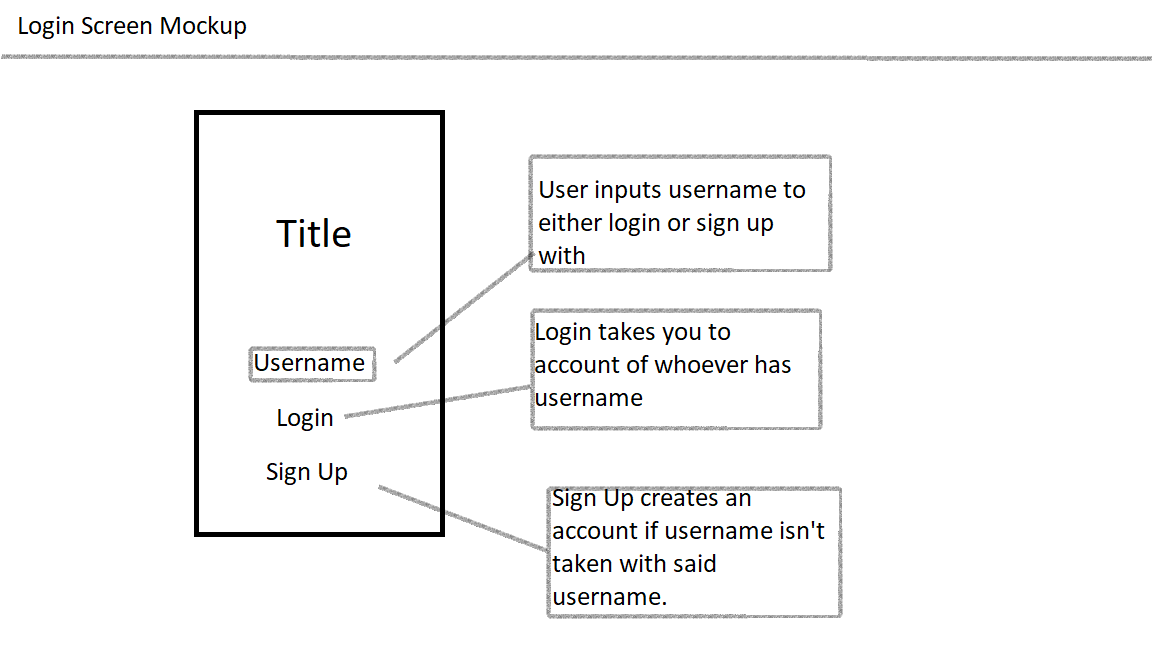 Login Screen Mockup
Title
Username
Login
Sign Up
User inputs username to
either login or sign up
with
Login takes you to
account of whoever has
username
Sign Up creates an
account if username isn't
taken with said
username.